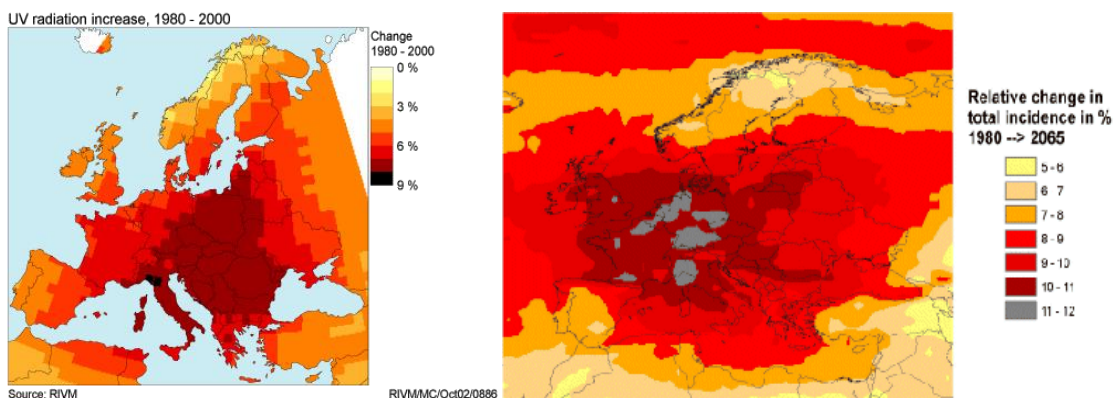 UV radiation increase, 1980 - 2000
Change
1980 - 2000
0 %
3 %
6 %
9 %
Source: RIVM
RIVM/MC/Oct02/0886
Relative change in
total incidence in %
1980 --> 2065
5 - 6
6 - 7
7 - 8
8 - 9
9 - 10
10 - 11
11 - 12